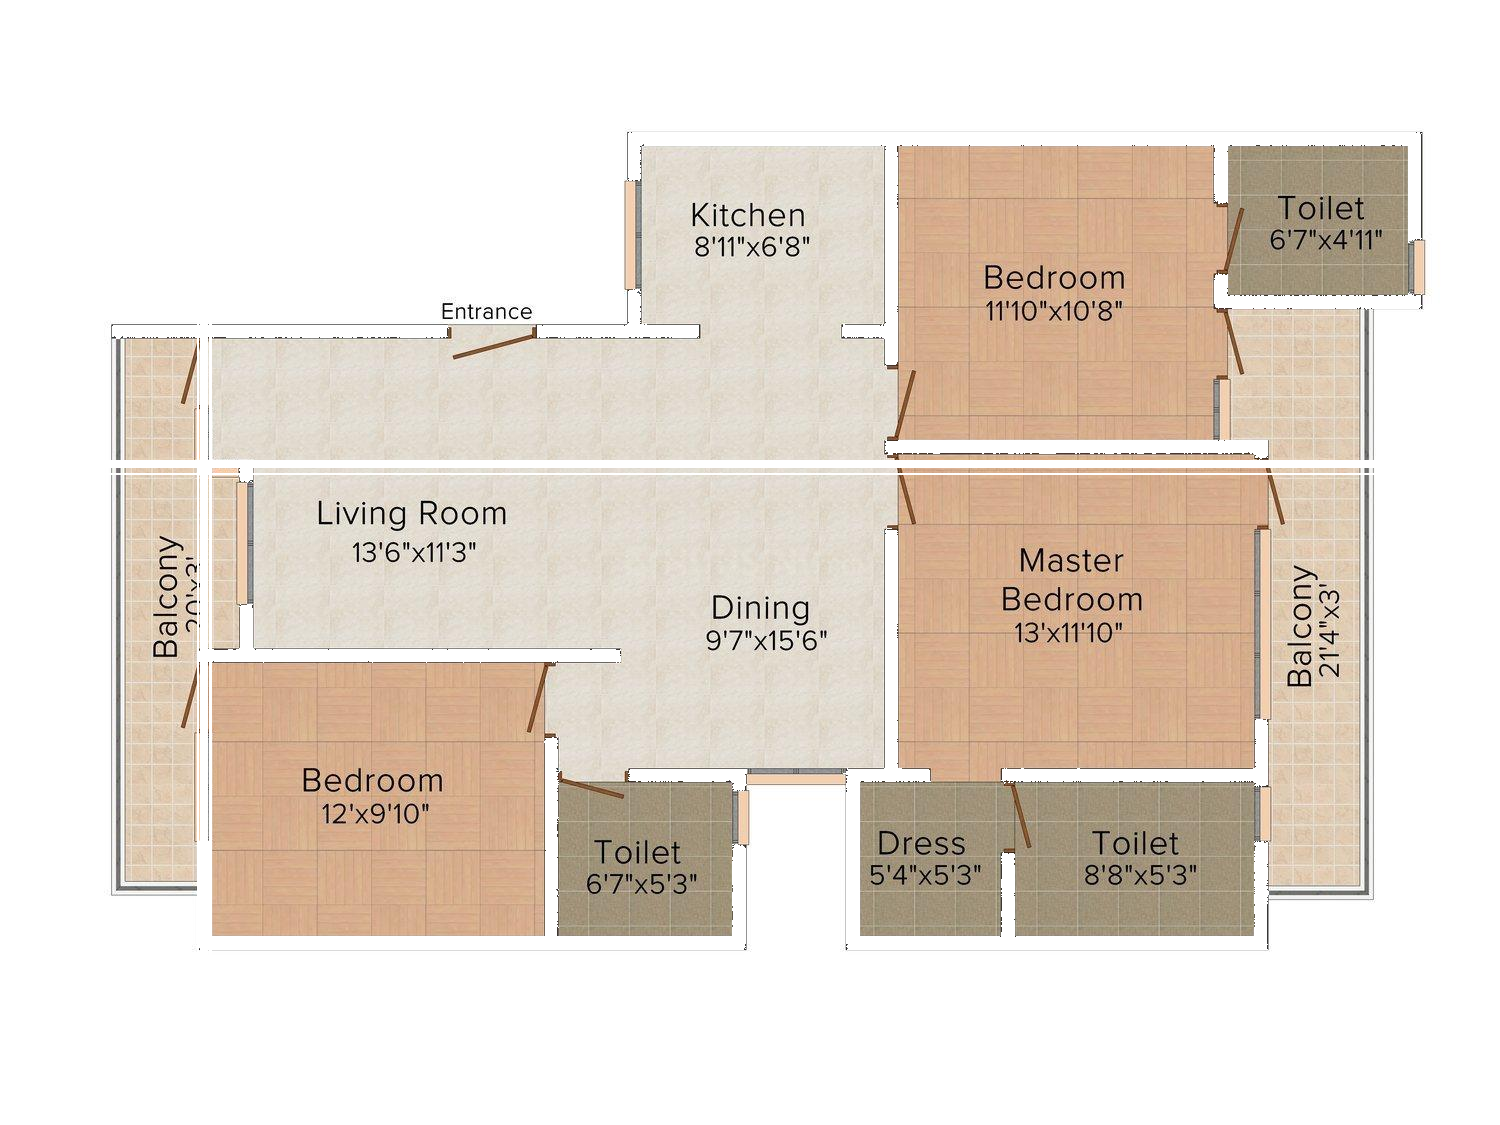 Kitchen
8'11"x6'8"
Toilet
6'7"x4'11"
Bedroom
11'10"x10'8"
Entrance
Living Room
13'6"x11'3"
Master
Bedroom
13'x11'10"
Dining
9'7"x15'6"
Balcony
Balcony
21'4"x3'
Bedroom
12'x9'10"
Toilet
6'7"x5'3"
Dress
5'4"x5'3"
Toilet
8'8"x5'3"